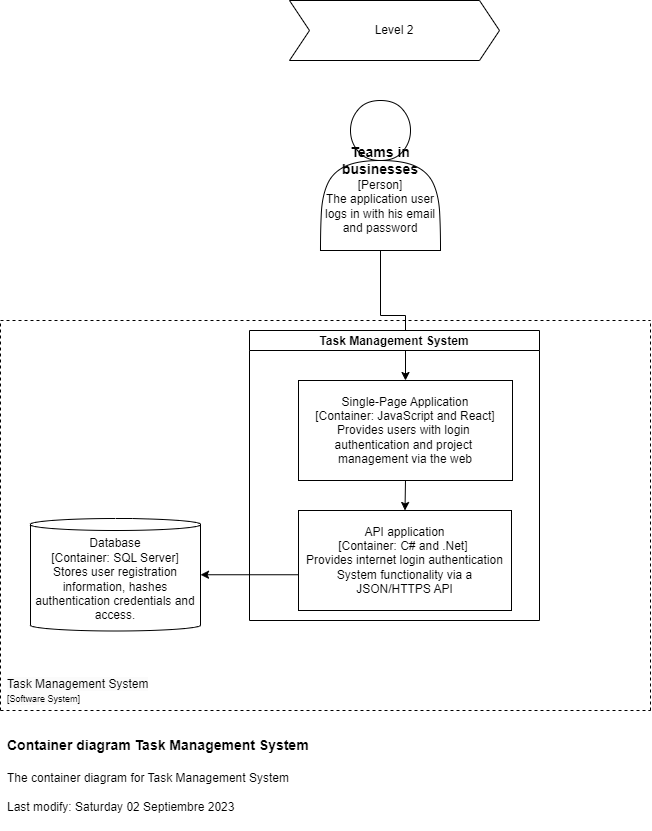 Level 2
Teams in
businesses
[Person]
The application user
logs in with his email
and password
Task Management System
Single-Page Application
[Container: JavaScript and React]
Provides users with login
authentication and project
management via the web
API application
[Container: C# and .Net]
Provides internet login authentication
System functionality via a
JSON/HTTPS API
Database
[Container: SQL Server]
Stores user registration
information, hashes
authentication credentials and
access.
Task Management System
[Software System]
Container diagram Task Management System
The container diagram for Task Management System
Last modify: Saturday 02 Septiembre 2023